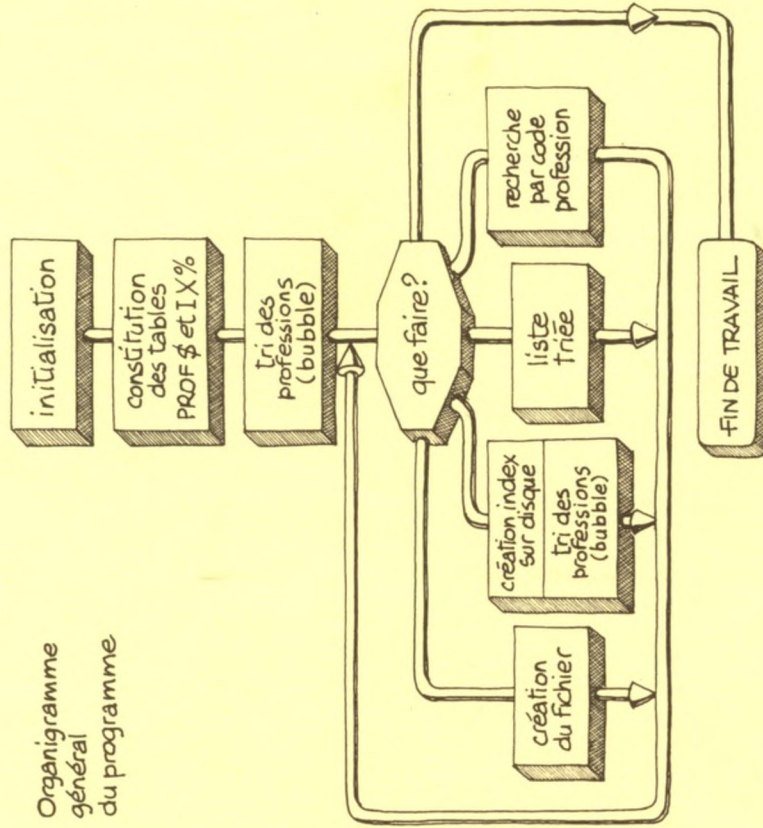 Organigramme
général
du programme
initialisation
constitution
des tables
PROF$ et IX%
tri des
professions
(bubble)
que faire?
création
du fichier
création index
sur disque
tri des
professions
(bubble)
liste
triée
recherche
par code
profession
FIN DE TRAVAIL